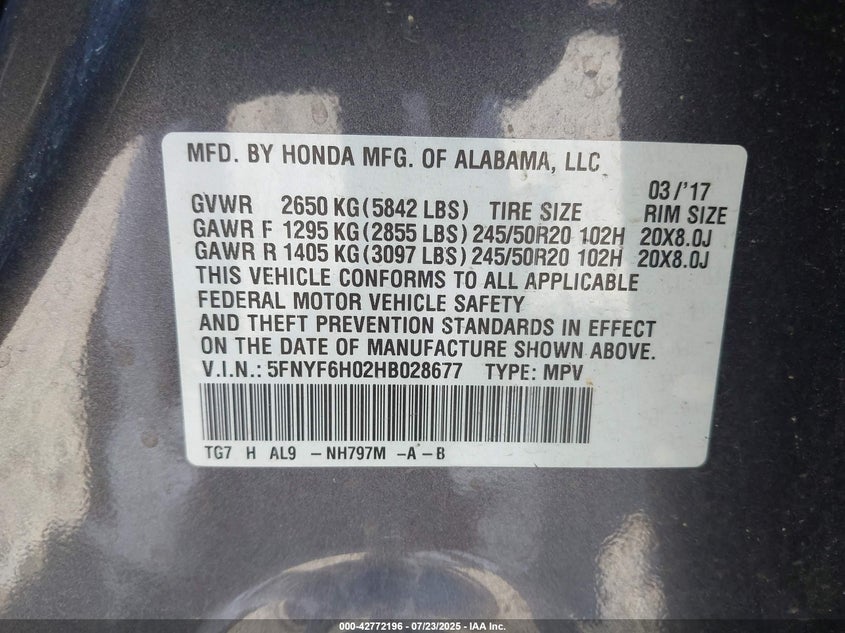 MFD. BY HONDA MFG. OF ALABAMA, LLC
03/'17
GVWR 2650 KG(5842 LBS) TIRE SIZE RIM SIZE
GAWR F 1295 KG(2855 LBS) 245/50R20 102H 20X8.0J
GAWR R 1405 KG(3097 LBS) 245/50R20 102H 20X8.0J
THIS VEHICLE CONFORMS TO ALL APPLICABLE
FEDERAL MOTOR VEHICLE SAFETY
AND THEFT PREVENTION STANDARDS IN EFFECT
ON THE DATE OF MANUFACTURE SHOWN ABOVE.
V.I.N.: 5FNYF6H02HB028677 TYPE: MPV
TG7 H AL9 -NH797M -A-B
000-42772196 - 07/23/2025 - IAA Inc.